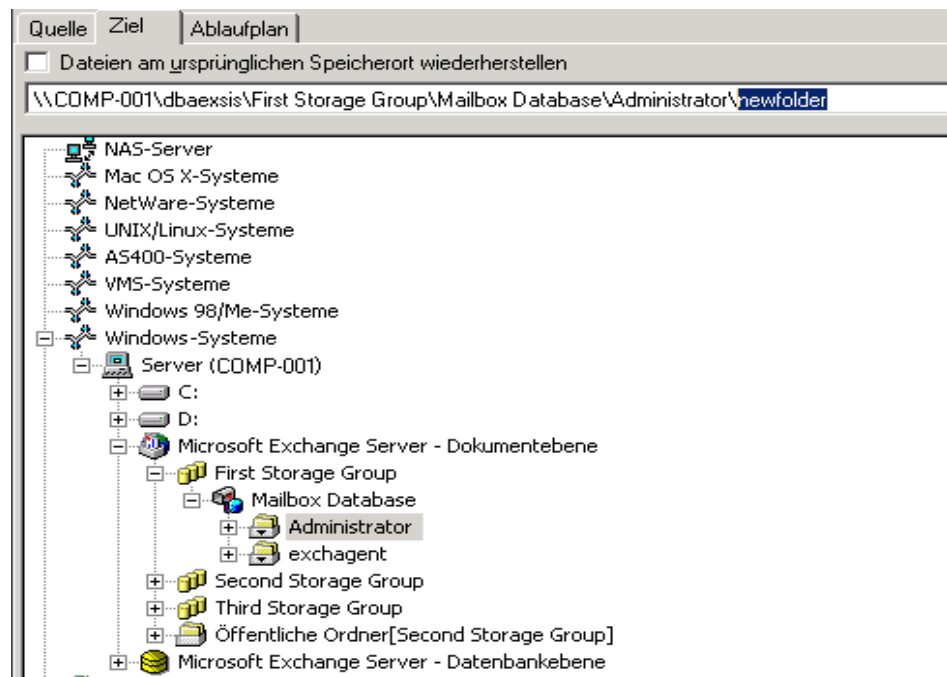 Quelle Ziel Ablaufplan
Dateien am ursprünglichen Speicherort wiederherstellen
\\COMP-001\dbaexsis\First Storage Group\Mailbox Database\Administrator\newfolder
NAS-Server
Mac OS X-Systeme
NetWare-Systeme
UNIX/Linux-Systeme
AS400-Systeme
VMS-Systeme
Windows 98/Me-Systeme
Windows-Systeme
Server (COMP-001)
C:
D:
Microsoft Exchange Server - Dokumentebene
First Storage Group
Mailbox Database
Administrator
exchagent
Second Storage Group
Third Storage Group
Öffentliche Ordner[Second Storage Group]
Microsoft Exchange Server - Datenbankebene